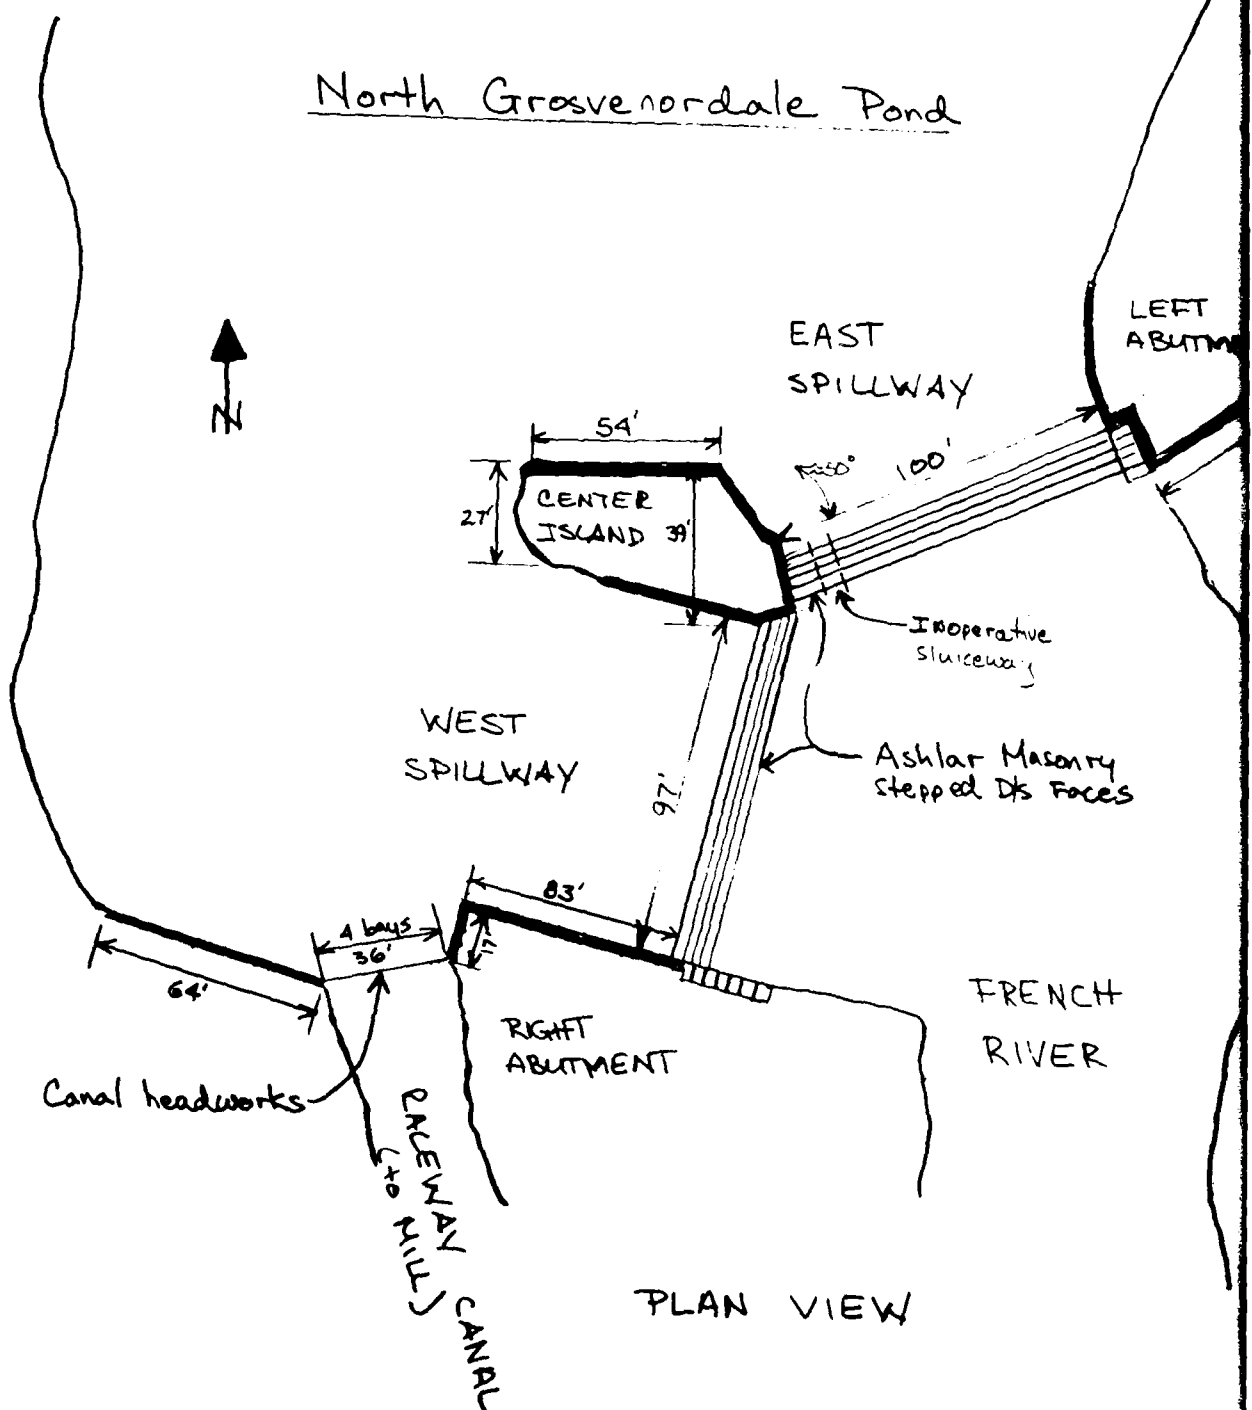 North Grosvenordale Pond
LEFT
EAST
SPILLWAY
N
54'
100'
27'
CENTER
ISLAND
39'
Inoperative
Sluiceway
WEST
SPILLWAY
97'
Ashlar Masonry
Stepped D/s Faces
83'
4 bays
36'
17'
64'
FRENCH
RIVER
RIGHT
ABUTMENT
Canal headworks
RACEWAY CANAL
(to MILL)
PLAN VIEW